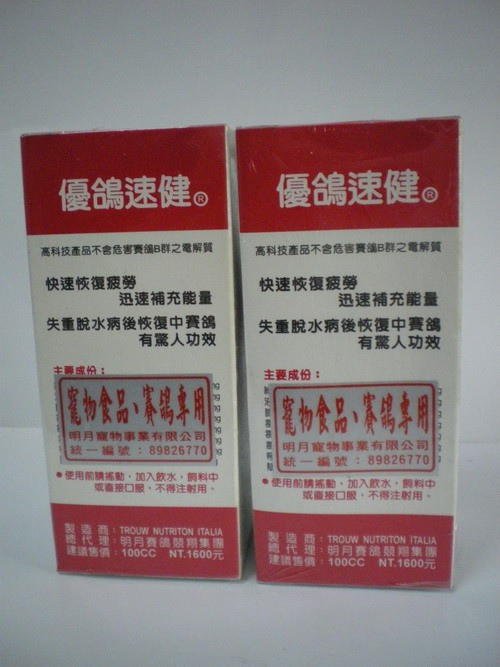 優鴿速健®
高科技產品不含危害賽鴿B群之電解質
快速恢復疲勞
迅速補充能量
失重脫水病後恢復中賽鴿
有驚人功效
主要成份：
寵物食品、賽鴿專用
明月寵物事業有限公司
統一編號：89826770
●使用前請搖動，加入飲水，飼料中
或直接口服，不得注射用。
製造商：TROUW NUTRITON ITALIA
總代理：明月賽鴿競翔集團
建議售價：100CC NT.1600元
優鴿速健®
高科技產品不含危害賽鴿B群之電解質
快速恢復疲勞
迅速補充能量
失重脫水病後恢復中賽鴿
有驚人功效
主要成份：
寵物食品、賽鴿專用
明月寵物事業有限公司
統一編號：89826770
●使用前請搖動，加入飲水，飼料中
或直接口服，不得注射用。
製造商：TROUW NUTRITON ITALIA
總代理：明月賽鴿競翔集團
建議售價：100CC NT.1600元